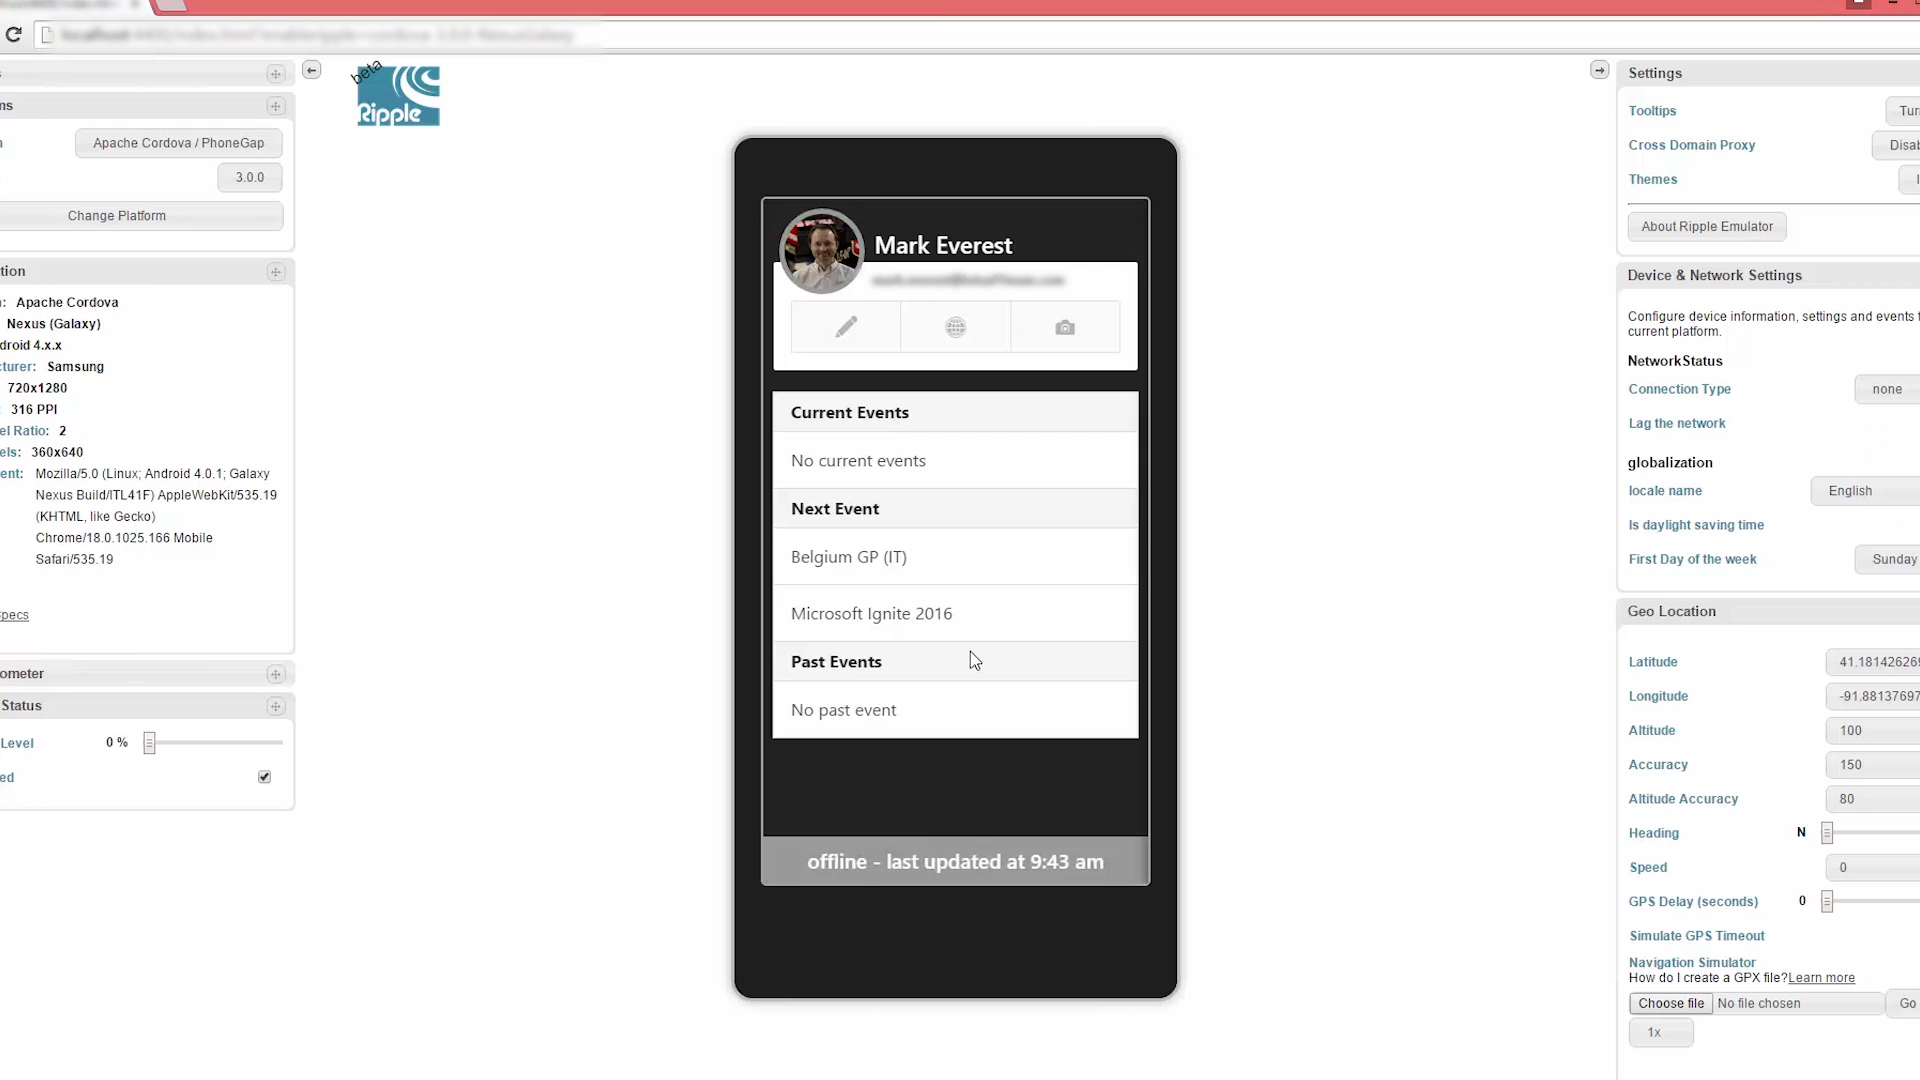 ns
Apache Cordova / PhoneGap
3.0.0
Change Platform
tion
Apache Cordova
Nexus (Galaxy)
droid 4.x.x
turer: Samsung
720x1280
316 PPI
el Ratio: 2
els: 360x640
ent: Mozilla/5.0 (Linux; Android 4.0.1; Galaxy
Nexus Build/ITL41F) AppleWebKit/535.19
(KHTML, like Gecko)
Chrome/18.0.1025.166 Mobile
Safari/535.19
pecs
ometer
Status
Level 0 %
ed
beta
Ripple
Mark Everest
Current Events
No current events
Next Event
Belgium GP (IT)
Microsoft Ignite 2016
Past Events
No past event
offline - last updated at 9:43 am
Settings
Tooltips Tur
Cross Domain Proxy Disab
Themes
About Ripple Emulator
Device & Network Settings
Configure device information, settings and events f
current platform.
NetworkStatus
Connection Type none
Lag the network
globalization
locale name English
Is daylight saving time
First Day of the week Sunday
Geo Location
Latitude 41.18142626
Longitude -91.88137697
Altitude 100
Accuracy 150
Altitude Accuracy 80
Heading N
Speed 0
GPS Delay (seconds) 0
Simulate GPS Timeout
Navigation Simulator
How do I create a GPX file?Learn more
Choose file No file chosen Go
1x